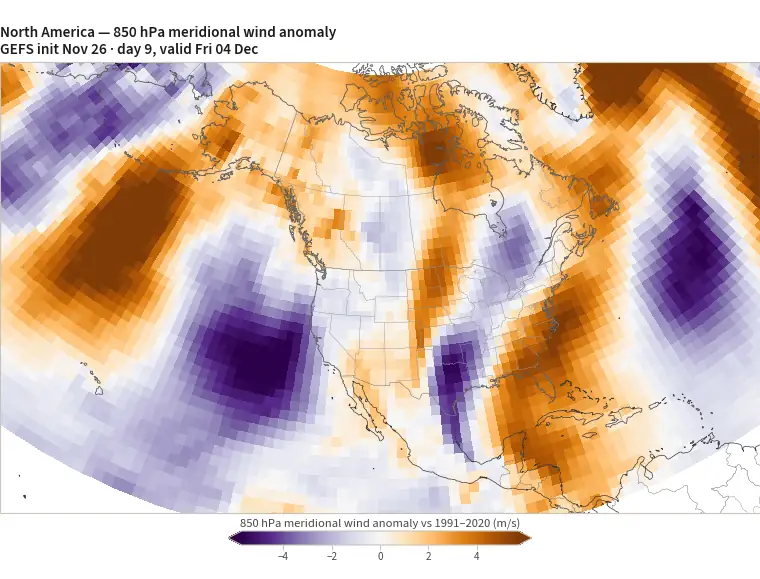 North America — 850 hPa meridional wind anomaly
GEFS init Nov 26 · day 9, valid Fri 04 Dec
850 hPa meridional wind anomaly vs 1991–2020 (m/s)
−4 −2 0 2 4